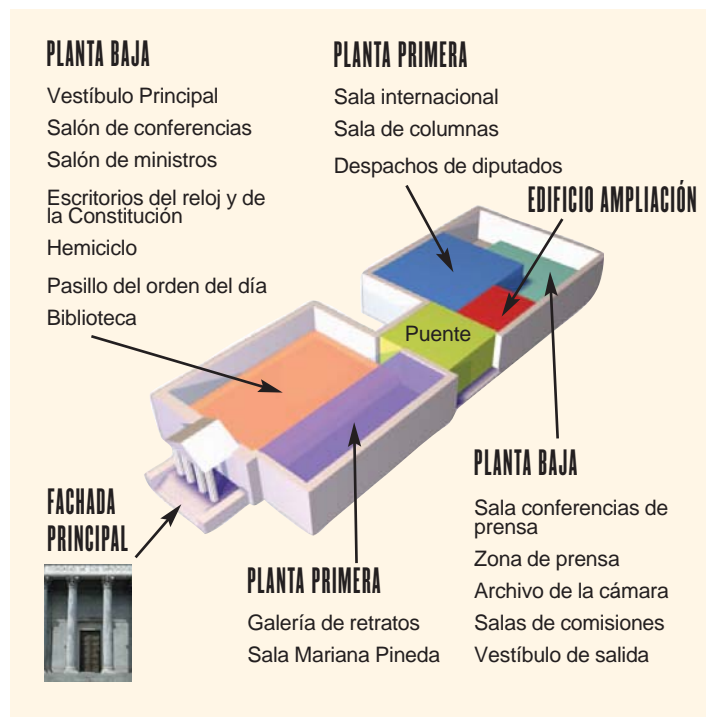 PLANTA BAJA
Vestíbulo Principal
Salón de conferencias
Salón de ministros
Escritorios del reloj y de
la Constitución
Hemiciclo
Pasillo del orden del día
Biblioteca
PLANTA PRIMERA
Sala internacional
Sala de columnas
Despachos de diputados
EDIFICIO AMPLIACIÓN
Puente
FACHADA
PRINCIPAL
PLANTA PRIMERA
Galería de retratos
Sala Mariana Pineda
PLANTA BAJA
Sala conferencias de
prensa
Zona de prensa
Archivo de la cámara
Salas de comisiones
Vestíbulo de salida